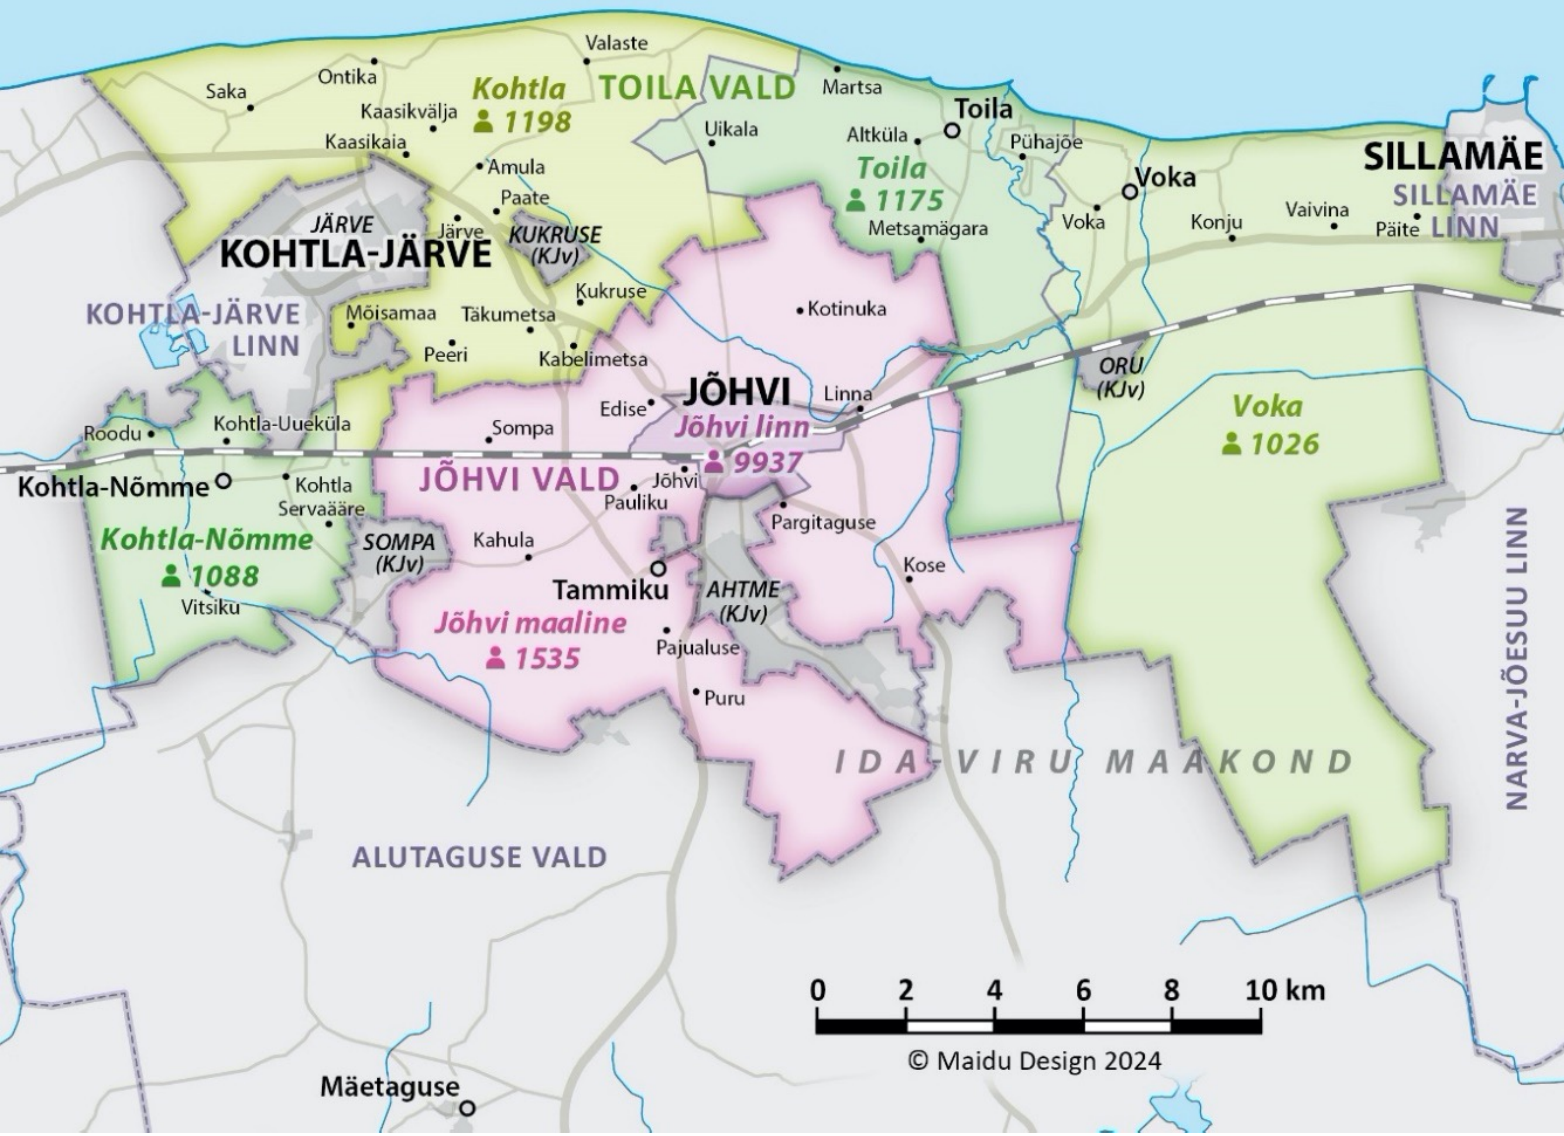 Valaste
Ontika
Saka
Kohtla
1198
TOILA VALD
Martsa
Kaasikvälja
Kaasikaia
Toila
Uikala
Altküla
Pühajõe
SILLAMÄE
SILLAMÄE
LINN
Amula
Toila
1175
Paate
Voka
Voka
Konju
Vaivina
Päite
JÄRVE
KOHTLA-JÄRVE
Järve
KUKRUSE
(KJv)
Metsamägara
KOHTLA-JÄRVE
LINN
Mõisamaa
Täkumetsa
Kukruse
Kotinuka
Peeri
Kabelimetsa
ORU
(KJv)
JÕHVI
Linna
Edise
Jõhvi linn
9937
Voka
1026
Roodu
Kohtla-Uueküla
Sompa
JÕHVI VALD
Jõhvi
Pauliku
Kohtla-Nõmme
Kohtla
Servaääre
Pargitaguse
Kohtla-Nõmme
1088
SOMPA
(KJv)
Kahula
Kose
Vitsiku
Tammiku
AHTME
(KJv)
Jõhvi maaline
1535
Pajualuse
Puru
NARVA-JÕESUU LINN
IDA-VIRU MAAKOND
ALUTAGUSE VALD
0 2 4 6 8 10 km
© Maidu Design 2024
Mäetaguse